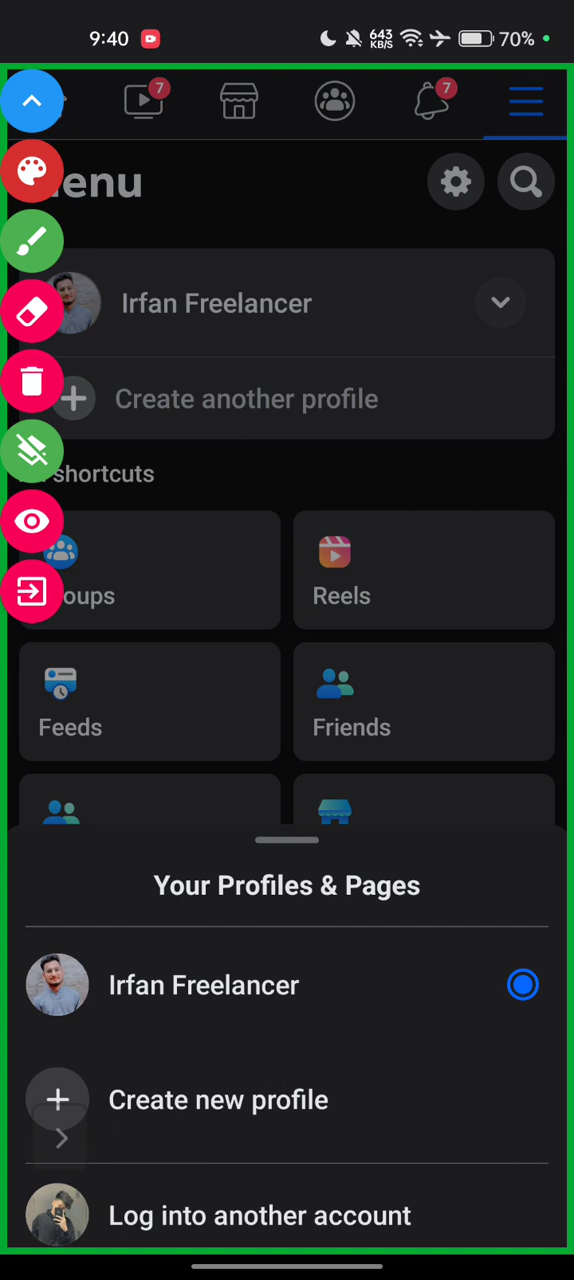 9:40
643
KB/S
70%
7
7
enu
Irfan Freelancer
Create another profile
shortcuts
oups
Reels
Feeds
Friends
Your Profiles & Pages
Irfan Freelancer
Create new profile
Log into another account